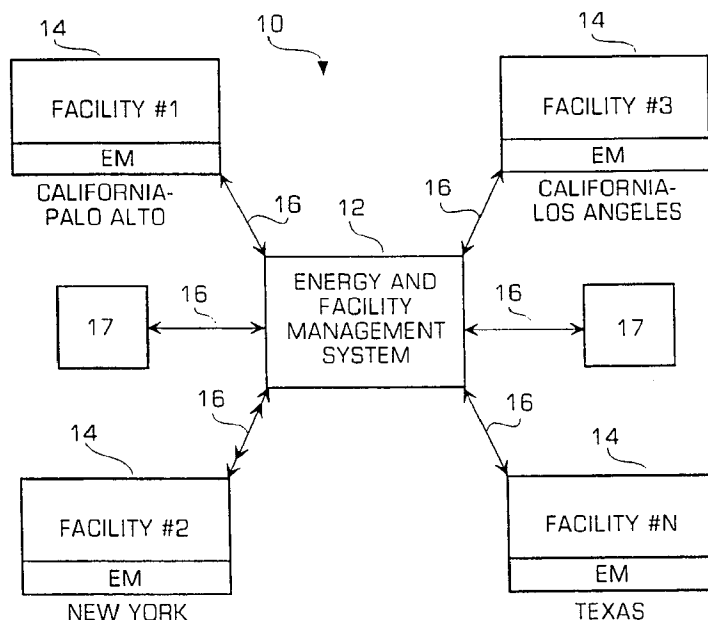 14
10
14
FACILITY #1
EM
CALIFORNIA-
PALO ALTO
FACILITY #3
EM
CALIFORNIA-
LOS ANGELES
16
12
16
ENERGY AND
FACILITY
MANAGEMENT
SYSTEM
17
16
16
17
16
16
14
14
FACILITY #2
EM
NEW YORK
FACILITY #N
EM
TEXAS